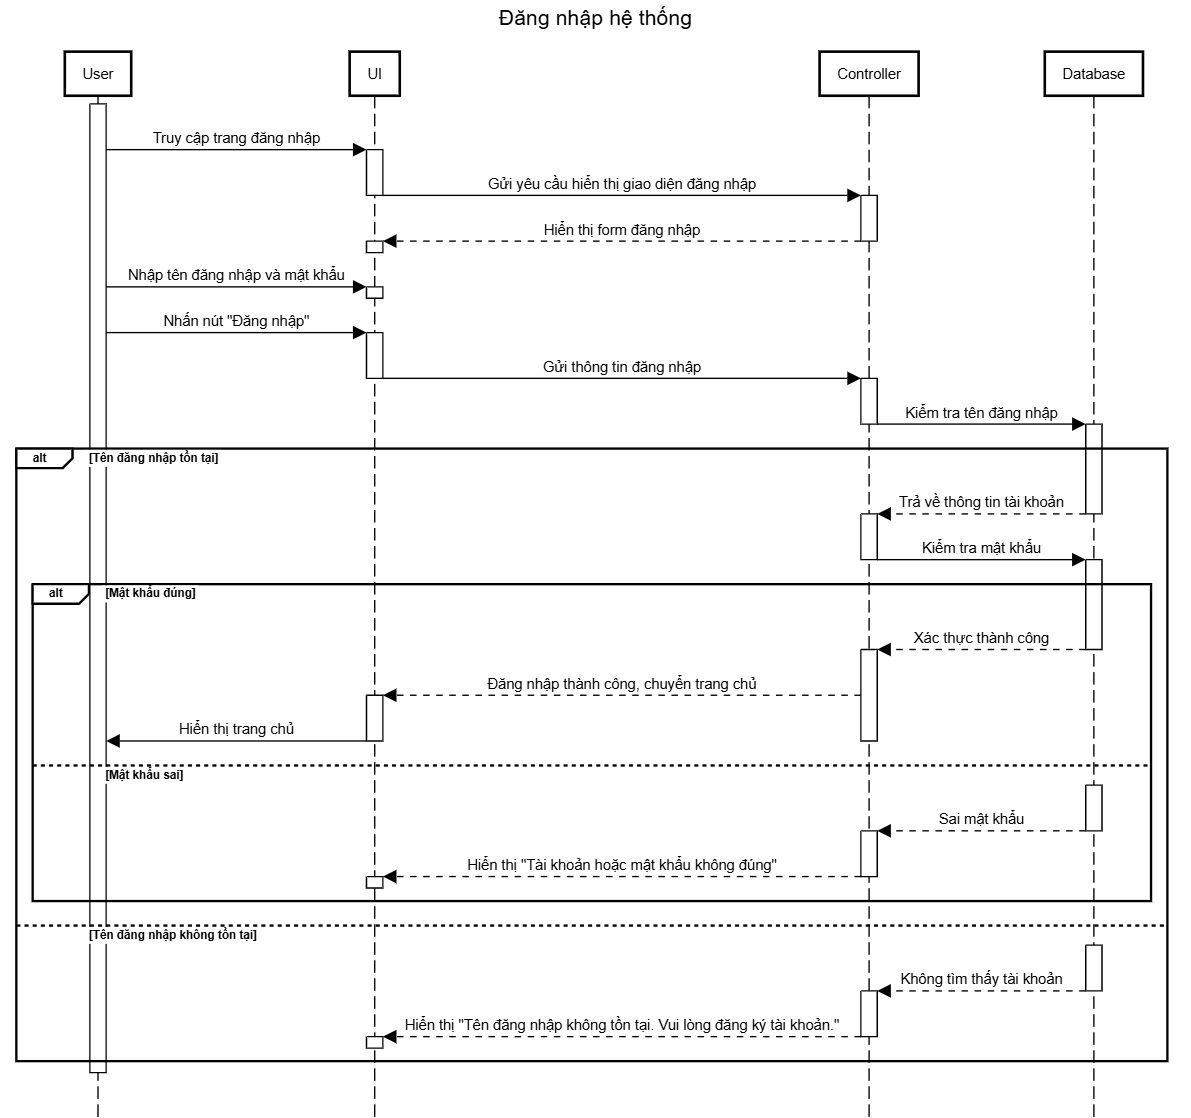 Đăng nhập hệ thống
User
UI
Controller
Database
Truy cập trang đăng nhập
Gửi yêu cầu hiển thị giao diện đăng nhập
Hiển thị form đăng nhập
Nhập tên đăng nhập và mật khẩu
Nhấn nút "Đăng nhập"
Gửi thông tin đăng nhập
Kiểm tra tên đăng nhập
alt
[Tên đăng nhập tồn tại]
Trả về thông tin tài khoản
Kiểm tra mật khẩu
alt
[Mật khẩu đúng]
Xác thực thành công
Đăng nhập thành công, chuyển trang chủ
Hiển thị trang chủ
[Mật khẩu sai]
Sai mật khẩu
Hiển thị "Tài khoản hoặc mật khẩu không đúng"
[Tên đăng nhập không tồn tại]
Không tìm thấy tài khoản
Hiển thị "Tên đăng nhập không tồn tại. Vui lòng đăng ký tài khoản."